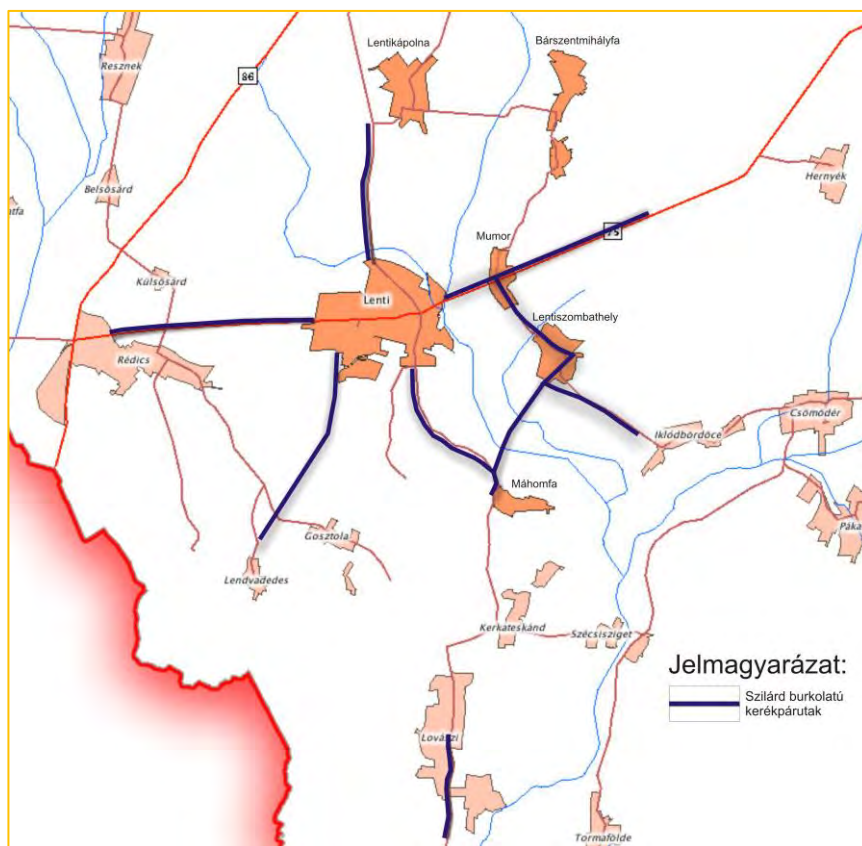 Lentikápolna
Bárszentmihályfa
Resznek
86
Belsősárd
Hernyék
Mumor
75
Külsősárd
Lenti
Lentiszombathely
Rédics
Csömödér
Iklódbördőce
Máhomfa
Páka
Gosztola
Lendvadedes
Kerkateskánd
Szécsisziget
Jelmagyarázat:
Szilárd burkolatú
kerékpárutak
Lovászi
Tormafölde